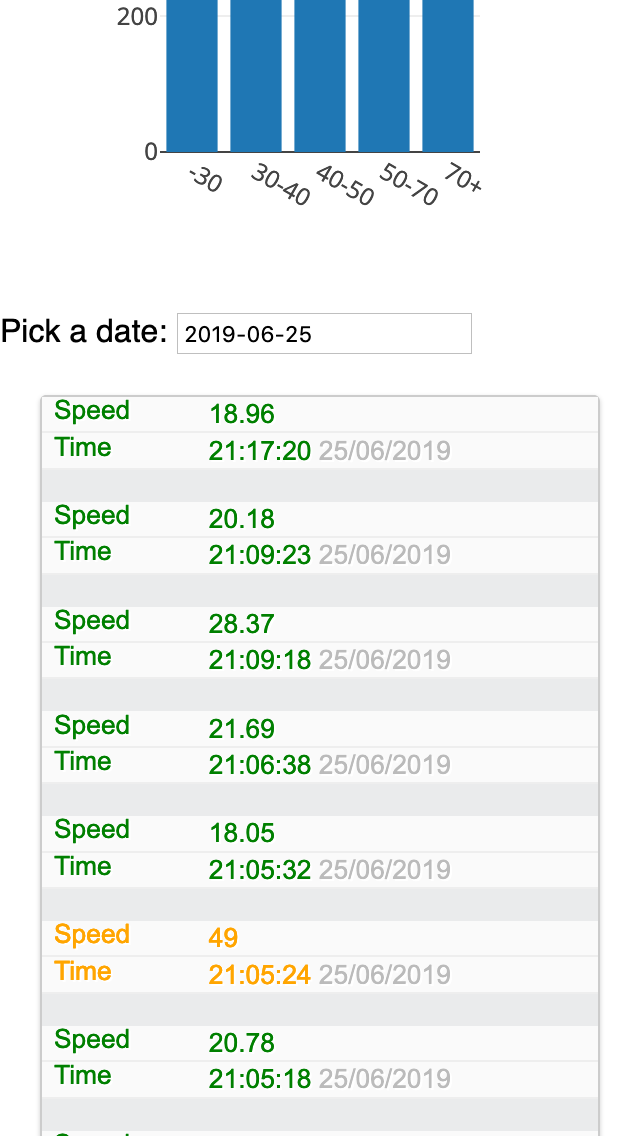 200
0
-30
30-40
40-50
50-70
70+
Pick a date: 2019-06-25
Speed 18.96
Time 21:17:20 25/06/2019
Speed 20.18
Time 21:09:23 25/06/2019
Speed 28.37
Time 21:09:18 25/06/2019
Speed 21.69
Time 21:06:38 25/06/2019
Speed 18.05
Time 21:05:32 25/06/2019
Speed 49
Time 21:05:24 25/06/2019
Speed 20.78
Time 21:05:18 25/06/2019